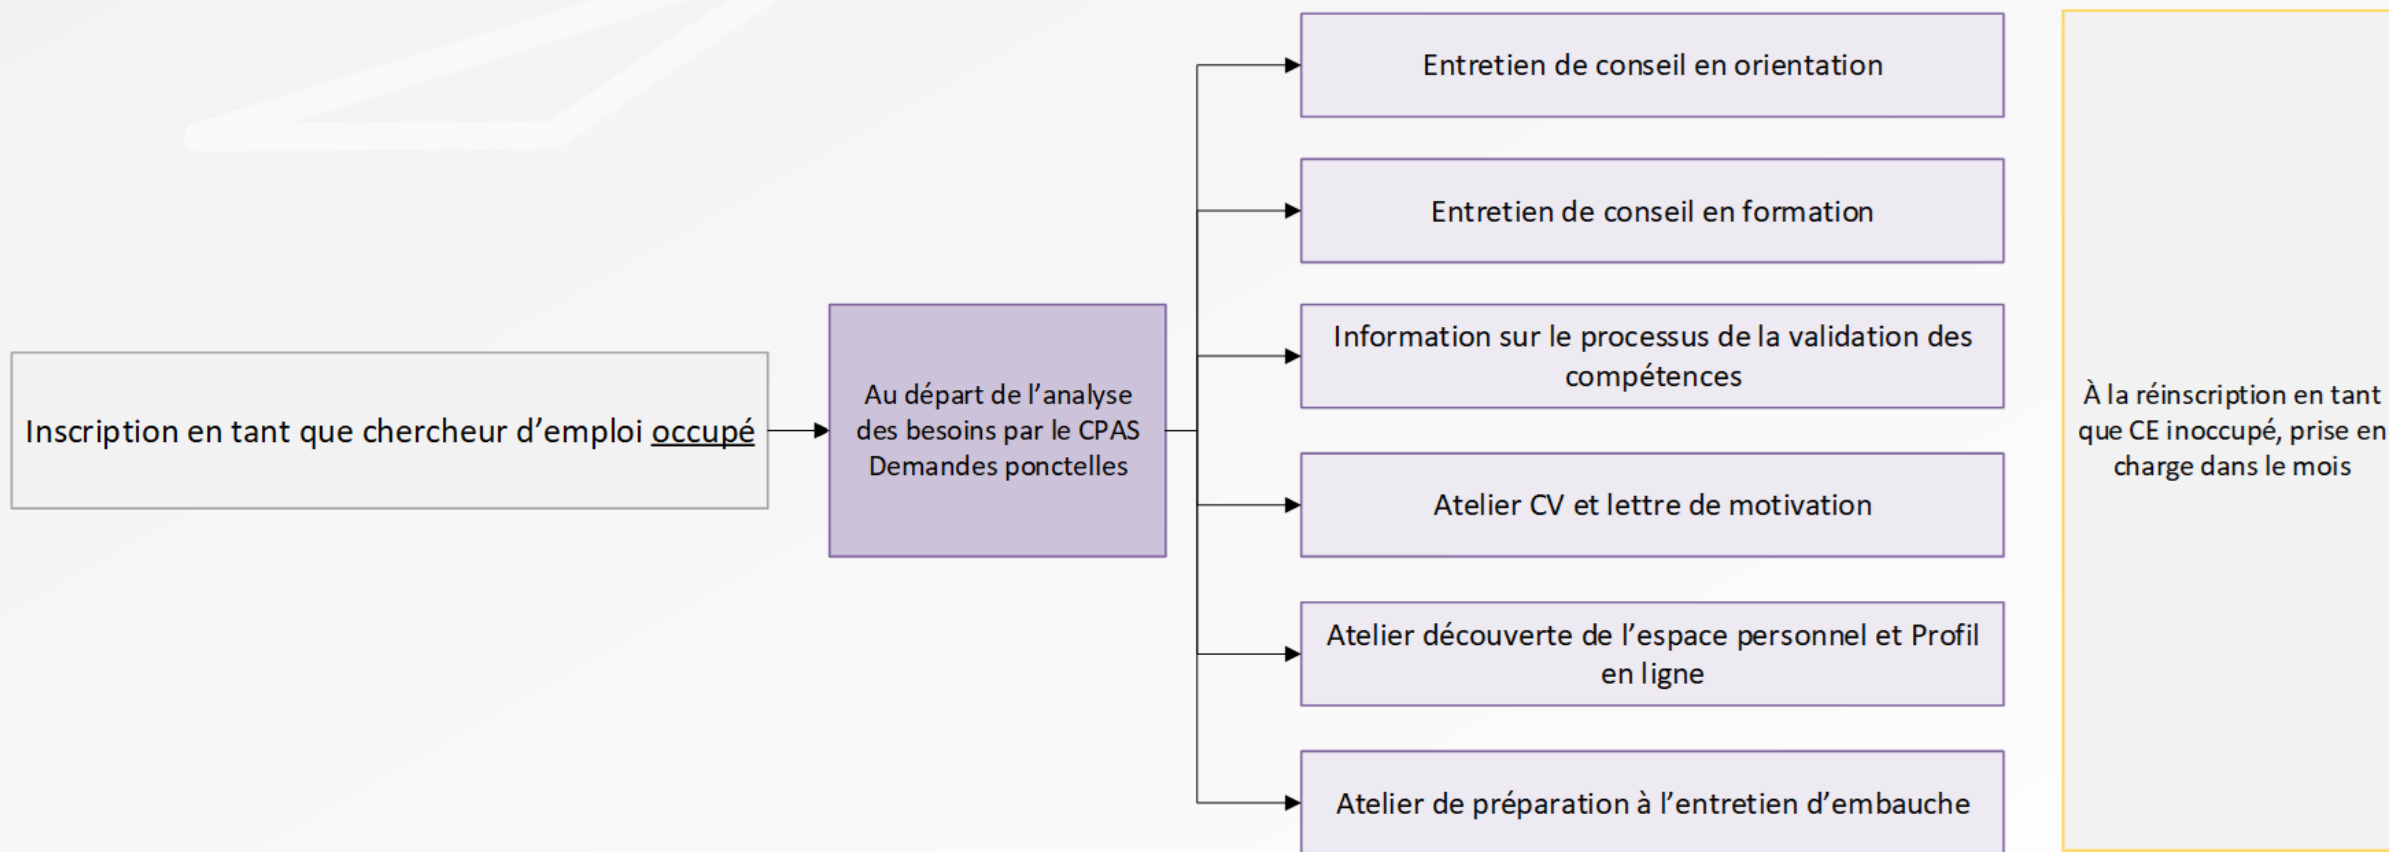 Inscription en tant que chercheur d’emploi occupé
Au départ de l’analyse
des besoins par le CPAS
Demandes ponctelles
Entretien de conseil en orientation
Entretien de conseil en formation
Information sur le processus de la validation des
compétences
Atelier CV et lettre de motivation
Atelier découverte de l’espace personnel et Profil
en ligne
Atelier de préparation à l’entretien d’embauche
À la réinscription en tant
que CE inoccupé, prise en
charge dans le mois